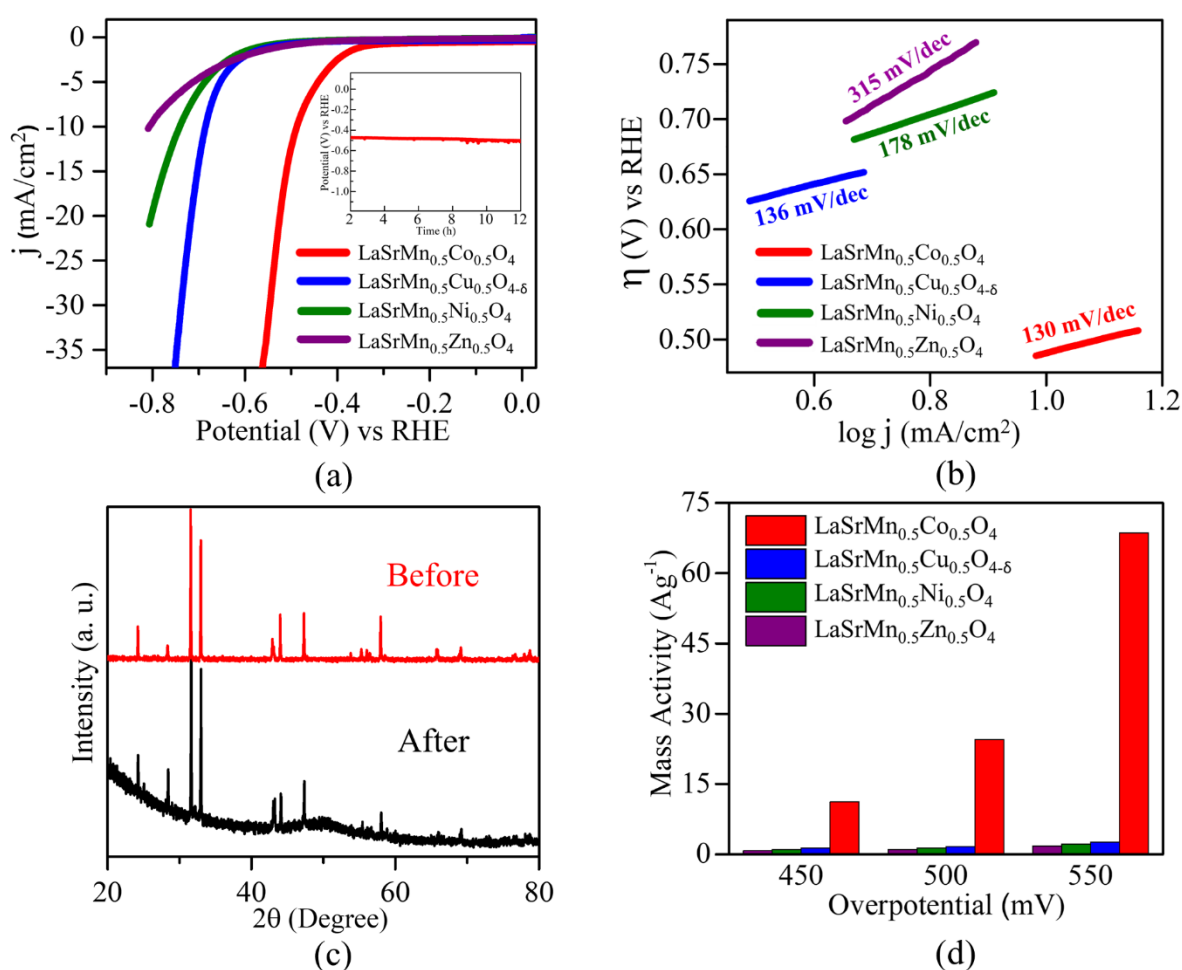 0
-5
-10
-15
-20
-25
-30
-35
j (mA/cm²)
-0.8
-0.6
-0.4
-0.2
0.0
Potential (V) vs RHE
0.0
-0.2
-0.4
-0.6
-0.8
-1.0
Potential (V) vs RHE
2
4
6
8
10
12
Time (h)
LaSrMn₀.₅Co₀.₅O₄
LaSrMn₀.₅Cu₀.₅O₄₋δ
LaSrMn₀.₅Ni₀.₅O₄
LaSrMn₀.₅Zn₀.₅O₄
(a)
0.75
0.70
0.65
0.60
0.55
0.50
η (V) vs RHE
315 mV/dec
178 mV/dec
136 mV/dec
130 mV/dec
LaSrMn₀.₅Co₀.₅O₄
LaSrMn₀.₅Cu₀.₅O₄₋δ
LaSrMn₀.₅Ni₀.₅O₄
LaSrMn₀.₅Zn₀.₅O₄
0.6
0.8
1.0
1.2
log j (mA/cm²)
(b)
Intensity (a. u.)
Before
After
20
40
60
80
2θ (Degree)
(c)
75
60
45
30
15
0
Mass Activity (Ag⁻¹)
LaSrMn₀.₅Co₀.₅O₄
LaSrMn₀.₅Cu₀.₅O₄₋δ
LaSrMn₀.₅Ni₀.₅O₄
LaSrMn₀.₅Zn₀.₅O₄
450
500
550
Overpotential (mV)
(d)